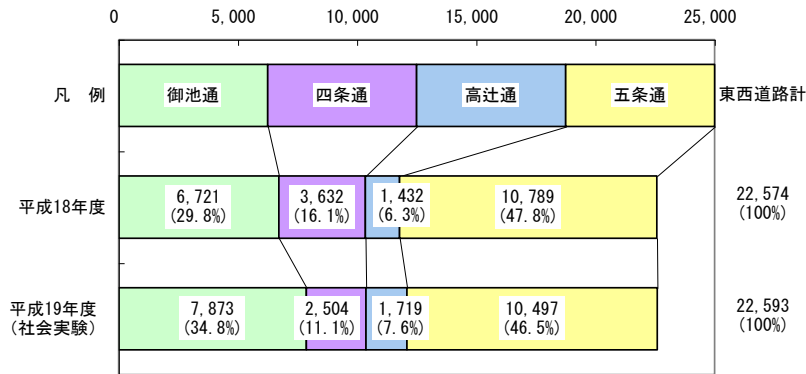 0 5,000 10,000 15,000 20,000 25,000
凡 例 御池通 四条通 高辻通 五条通 東西道路計
平成18年度 6,721 3,632 1,432 10,789 22,574
(29.8%) (16.1%) (6.3%) (47.8%) (100%)
平成19年度 7,873 2,504 1,719 10,497 22,593
(社会実験) (34.8%) (11.1%) (7.6%) (46.5%) (100%)